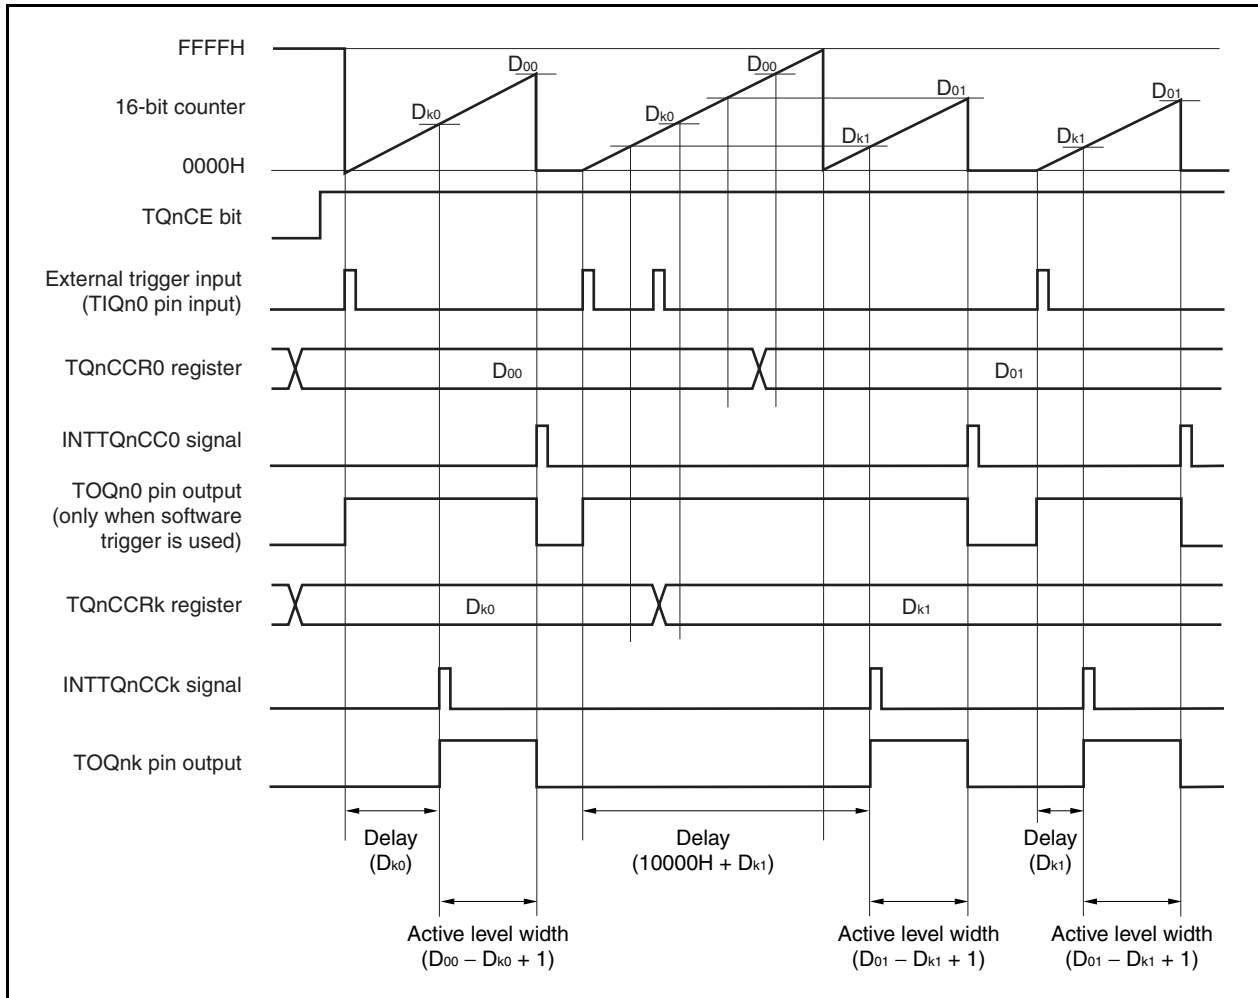 FFFFH
16-bit counter
0000H
D00
Dk0
D00
Dk0
D01
Dk1
D01
Dk1
TQnCE bit
External trigger input
(TIQn0 pin input)
TQnCCR0 register
D00
D01
INTTQnCC0 signal
TOQn0 pin output
(only when software
trigger is used)
TQnCCRk register
Dk0
Dk1
INTTQnCCk signal
TOQnk pin output
Delay
(Dk0)
Delay
(10000H + Dk1)
Delay
(Dk1)
Active level width
(D00 − Dk0 + 1)
Active level width
(D01 − Dk1 + 1)
Active level width
(D01 − Dk1 + 1)